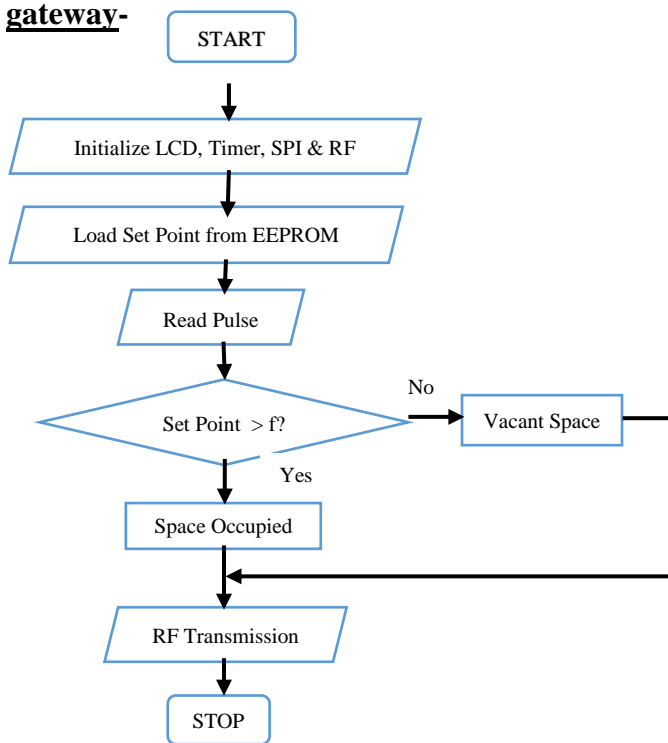 gateway-
START
Initialize LCD, Timer, SPI & RF
Load Set Point from EEPROM
Read Pulse
Set Point > f?
No
Vacant Space
Yes
Space Occupied
RF Transmission
STOP